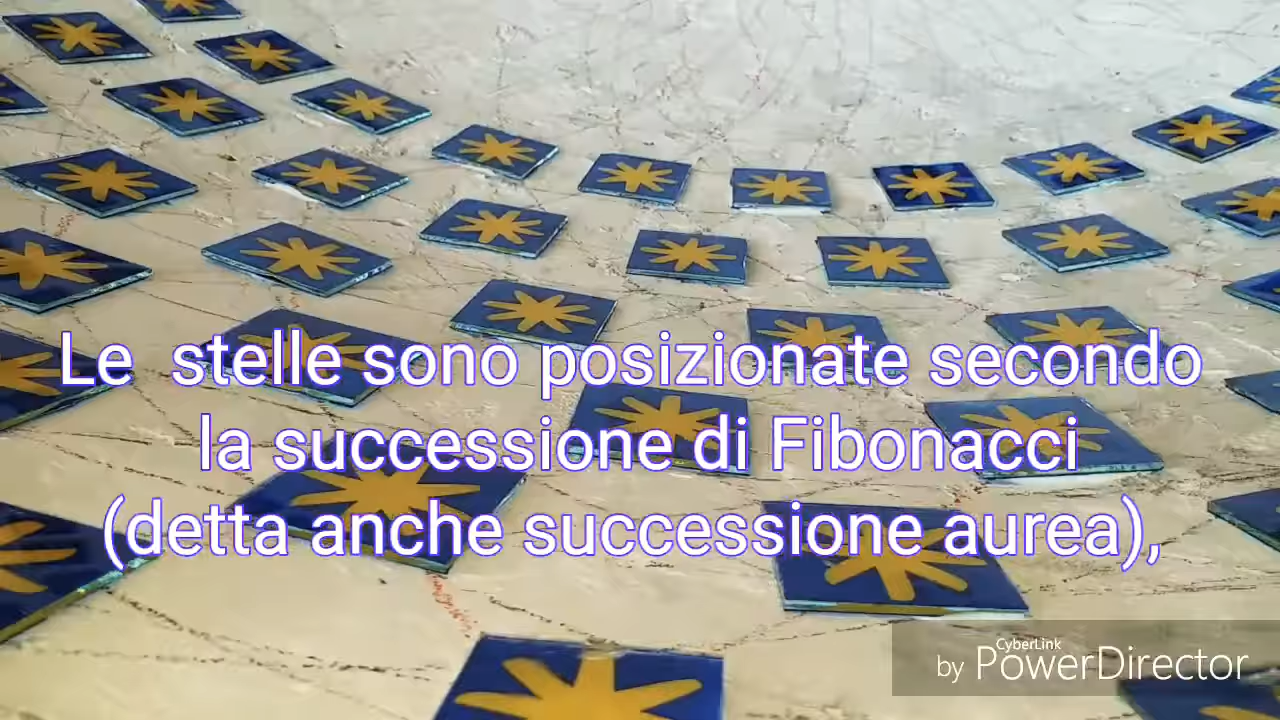 Le stelle sono posizionate secondo
la successione di Fibonacci
(detta anche successione aurea),
CyberLink
by PowerDirector